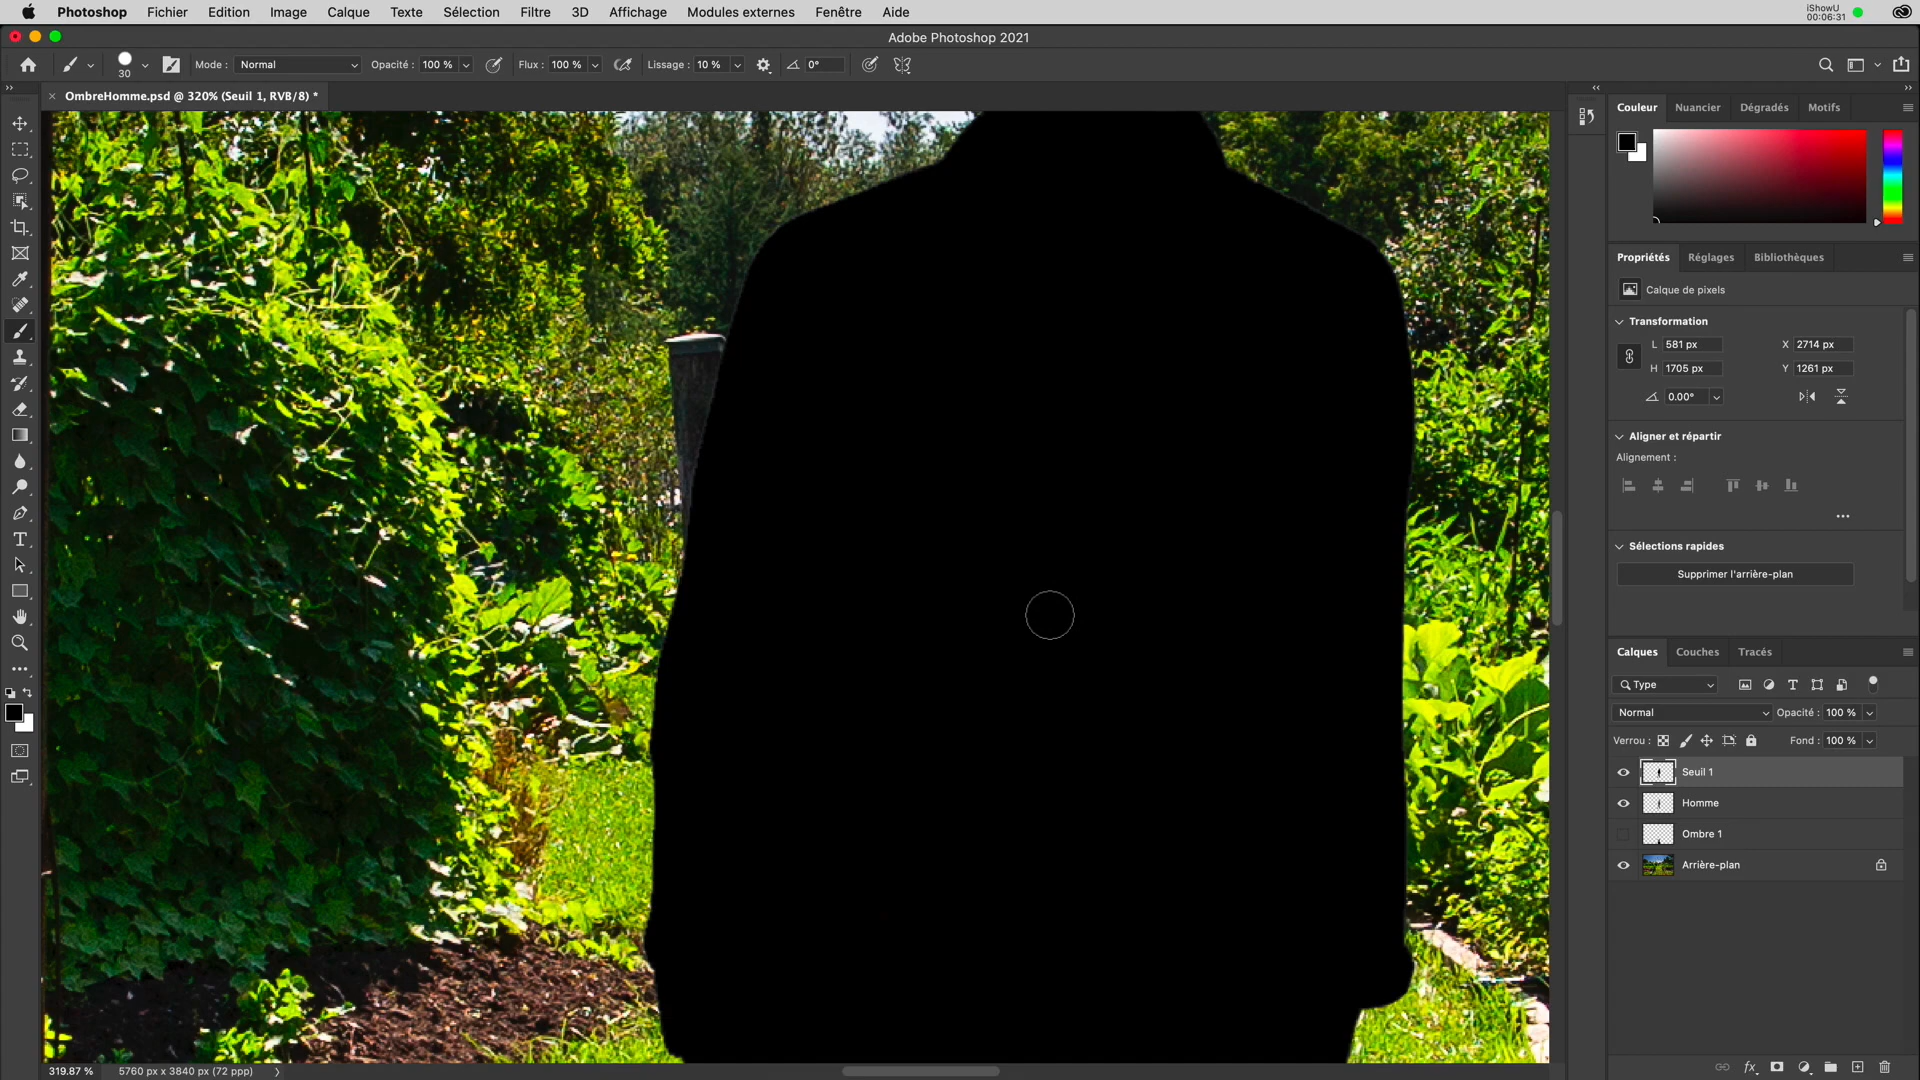 Photoshop Fichier Edition Image Calque Texte Sélection Filtre 3D Affichage Modules externes Fenêtre Aide
iShowU
00:06:31
Adobe Photoshop 2021
30 Mode : Normal Opacité : 100 % Flux : 100 % Lissage : 10 % 0°
OmbreHomme.psd @ 320% (Seuil 1, RVB/8) *
Couleur Nuancier Dégradés Motifs
Propriétés Réglages Bibliothèques
Calque de pixels
Transformation
L 581 px X 2714 px
H 1705 px Y 1261 px
0.00°
Aligner et répartir
Alignement :
Sélections rapides
Supprimer l'arrière-plan
Calques Couches Tracés
Type
Normal Opacité : 100 %
Verrou : Fond : 100 %
Seuil 1
Homme
Ombre 1
Arrière-plan
fx
319.87 % 5760 px x 3840 px (72 ppp)